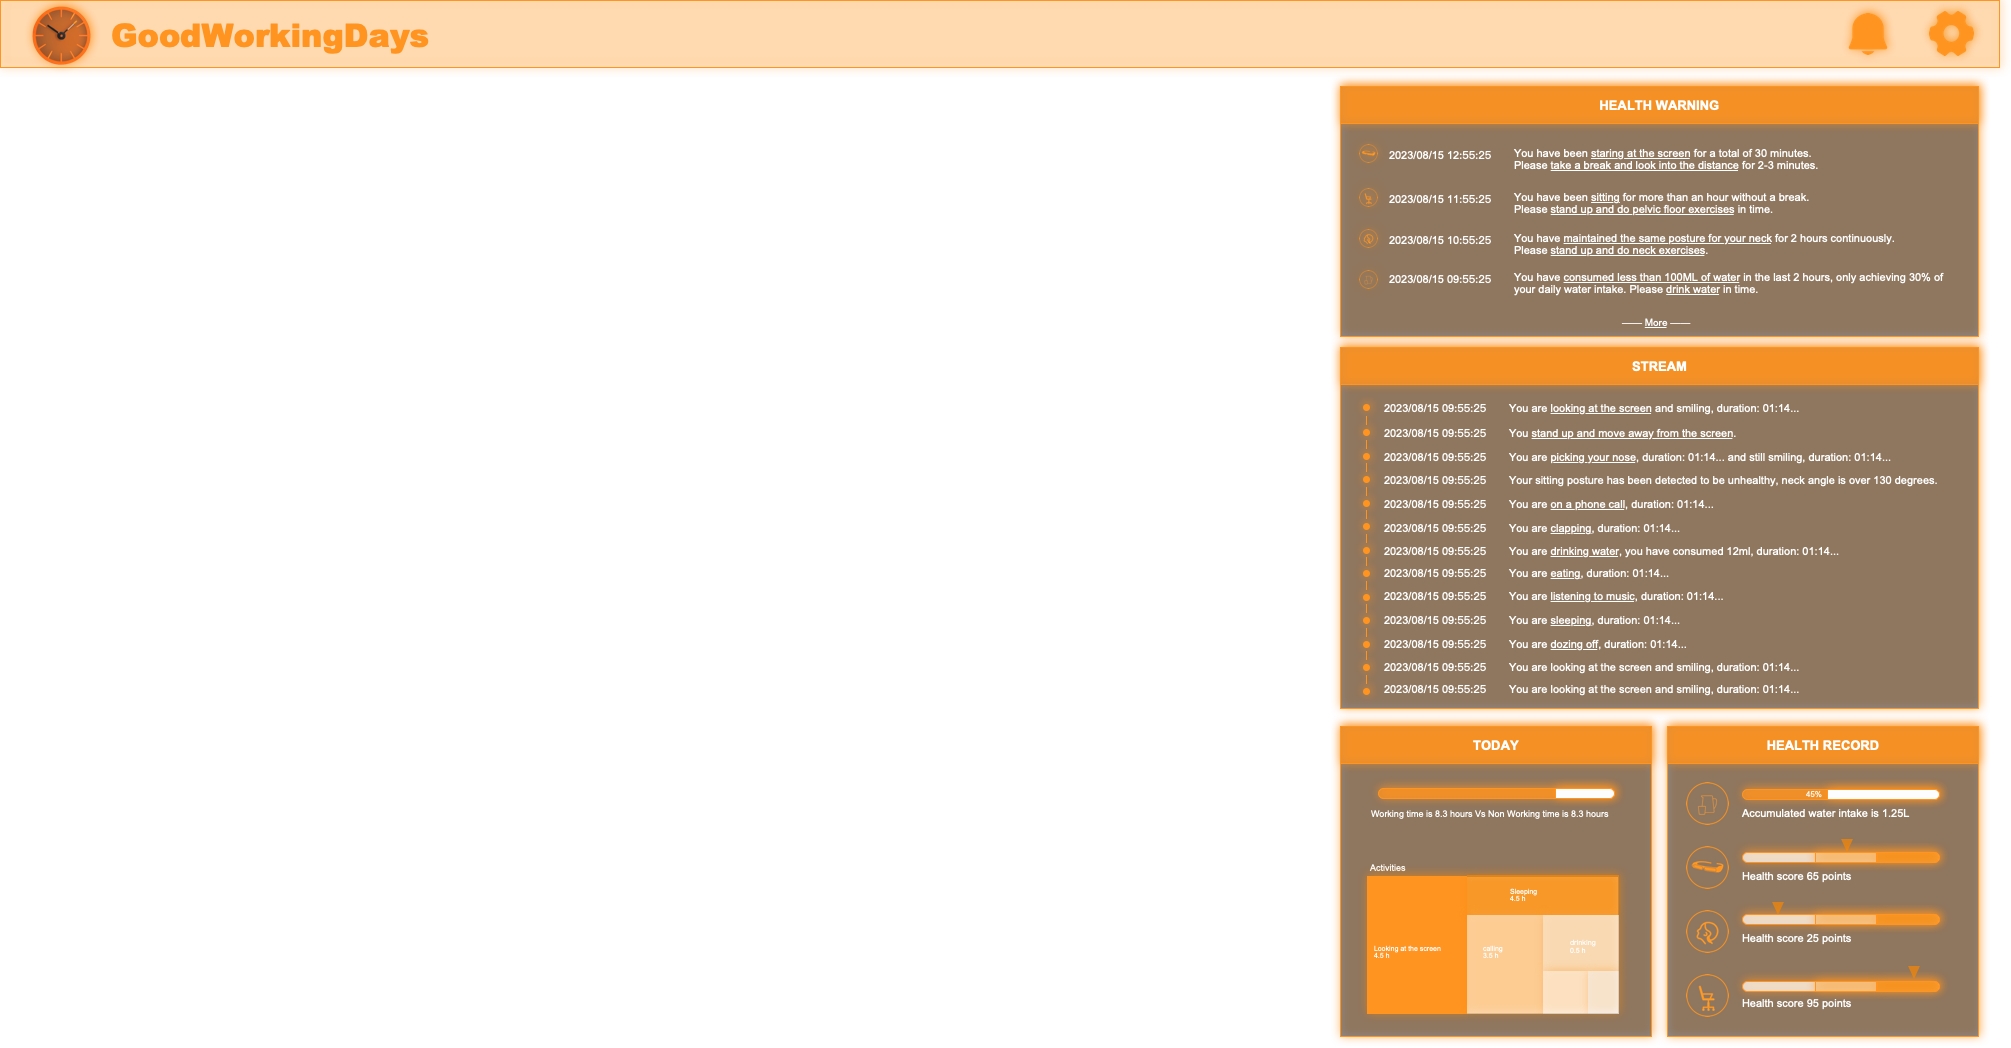 GoodWorkingDays
HEALTH WARNING
2023/08/15 12:55:25 You have been staring at the screen for a total of 30 minutes.
Please take a break and look into the distance for 2-3 minutes.
2023/08/15 11:55:25 You have been sitting for more than an hour without a break.
Please stand up and do pelvic floor exercises in time.
2023/08/15 10:55:25 You have maintained the same posture for your neck for 2 hours continuously.
Please stand up and do neck exercises.
2023/08/15 09:55:25 You have consumed less than 100ML of water in the last 2 hours, only achieving 30% of
your daily water intake. Please drink water in time.
—— More ——
STREAM
2023/08/15 09:55:25 You are looking at the screen and smiling, duration: 01:14...
2023/08/15 09:55:25 You stand up and move away from the screen.
2023/08/15 09:55:25 You are picking your nose, duration: 01:14... and still smiling, duration: 01:14...
2023/08/15 09:55:25 Your sitting posture has been detected to be unhealthy, neck angle is over 130 degrees.
2023/08/15 09:55:25 You are on a phone call, duration: 01:14...
2023/08/15 09:55:25 You are clapping, duration: 01:14...
2023/08/15 09:55:25 You are drinking water, you have consumed 12ml, duration: 01:14...
2023/08/15 09:55:25 You are eating, duration: 01:14...
2023/08/15 09:55:25 You are listening to music, duration: 01:14...
2023/08/15 09:55:25 You are sleeping, duration: 01:14...
2023/08/15 09:55:25 You are dozing off, duration: 01:14...
2023/08/15 09:55:25 You are looking at the screen and smiling, duration: 01:14...
2023/08/15 09:55:25 You are looking at the screen and smiling, duration: 01:14...
TODAY
Working time is 8.3 hours Vs Non Working time is 8.3 hours
Activities
Sleeping
4.5 h
Looking at the screen
4.5 h
calling
drinking
HEALTH RECORD
45%
Accumulated water intake is 1.25L
Health score 65 points
Health score 25 points
Health score 95 points